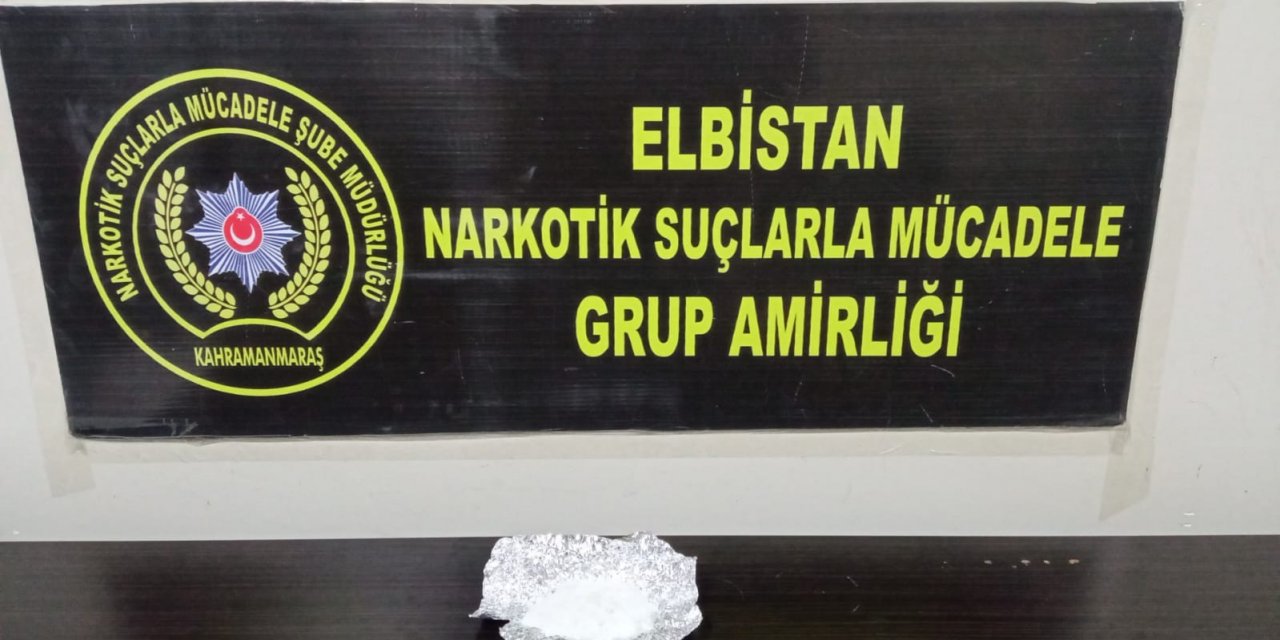 NARKOTİK SUÇLARLA MÜCADELE ŞUBE MÜDÜRLÜĞÜ
KAHRAMANMARAŞ
ELBİSTAN
NARKOTİK SUÇLARLA MÜCADELE
GRUP AMİRLİĞİ